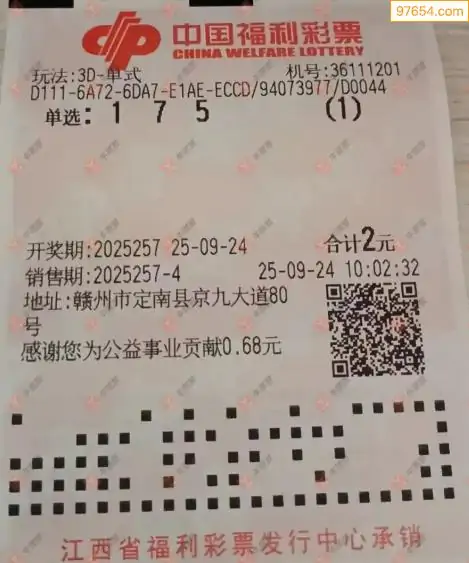 97654.com
中国福利彩票
CHINA WELFARE LOTTERY
玩法:3D-单式 机号:36111201
D111-6A72-6DA7-E1AE-ECCD/94073977/D0044
单选: 1 7 5 (1)
开奖期:2025257 25-09-24 合计2元
销售期:2025257-4 25-09-24 10:02:32
地址:赣州市定南县京九大道80
号
感谢您为公益事业贡献0.68元
江西省福利彩票发行中心承销